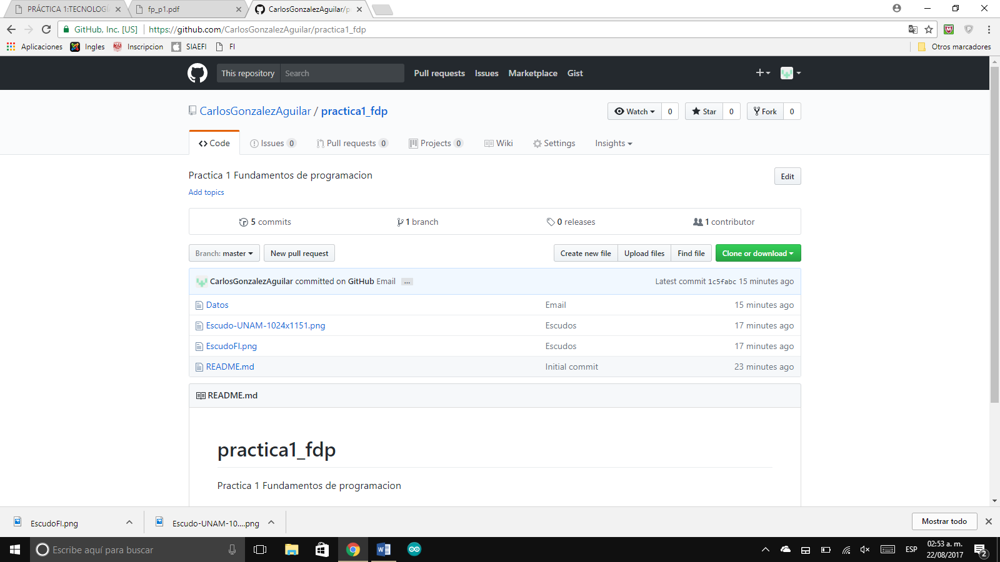 PRÁCTICA 1:TECNOLOG
fp_p1.pdf
CarlosGonzalezAguilar/p
GitHub, Inc. [US]
https://github.com/CarlosGonzalezAguilar/practica1_fdp
Aplicaciones
Ingles
Inscripcion
SIAEFI
FI
Otros marcadores
This repository
Search
Pull requests
Issues
Marketplace
Gist
CarlosGonzalezAguilar / practica1_fdp
Watch 0
Star 0
Fork 0
Code
Issues 0
Pull requests 0
Projects 0
Wiki
Settings
Insights
Practica 1 Fundamentos de programacion
Edit
Add topics
5 commits
1 branch
0 releases
1 contributor
Branch: master
New pull request
Create new file
Upload files
Find file
Clone or download
CarlosGonzalezAguilar committed on GitHub Email ...
Latest commit 1c5fabc 15 minutes ago
Datos
Email
15 minutes ago
Escudo-UNAM-1024x1151.png
Escudos
17 minutes ago
EscudoFI.png
Escudos
17 minutes ago
README.md
Initial commit
23 minutes ago
README.md
practica1_fdp
Practica 1 Fundamentos de programacion
EscudoFI.png
Escudo-UNAM-10....png
Mostrar todo
Escribe aquí para buscar
ESP
02:53 a. m.
22/08/2017
2